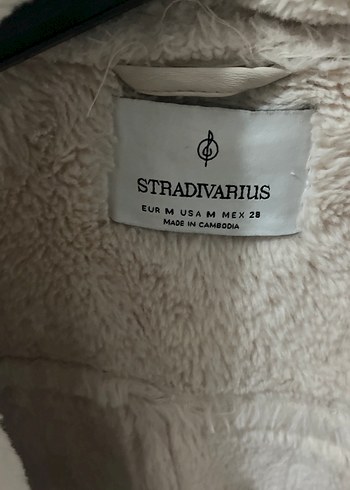 STRADIVARIUS
EUR M USA M MEX 28
MADE IN CAMBODIA